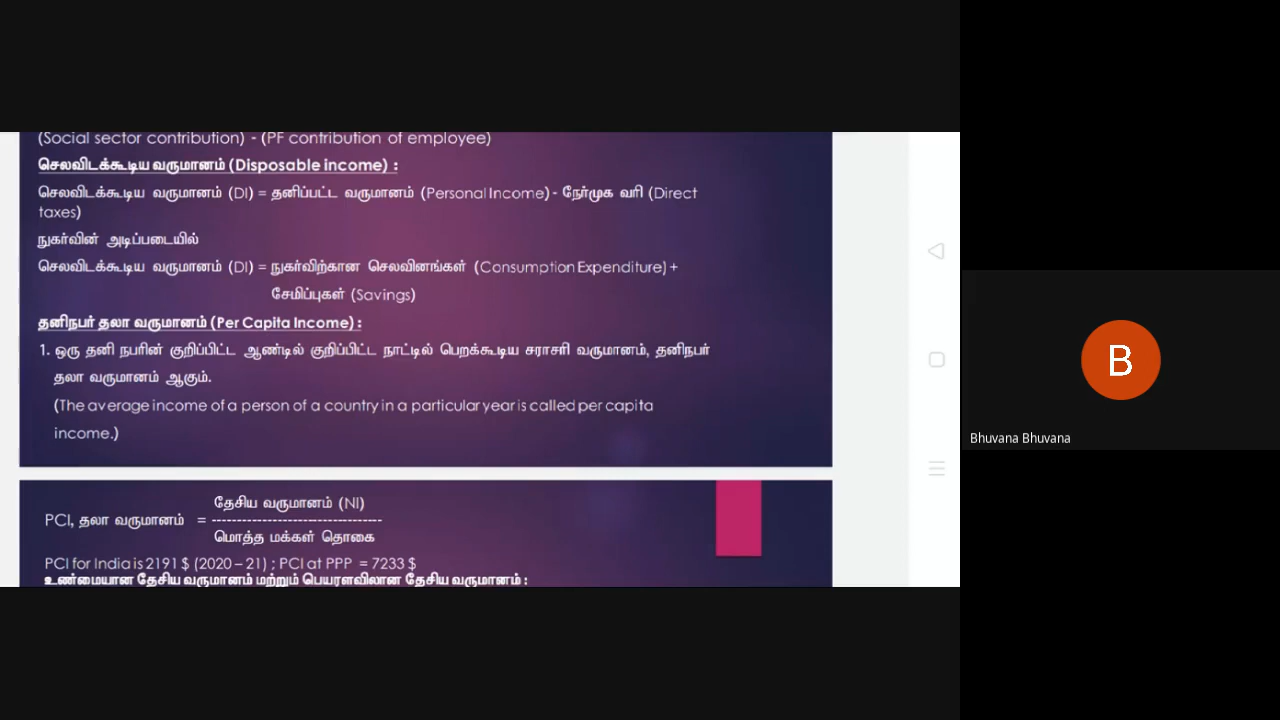 (Social sector contribution) - (PF contribution of employee)
செலவிடக்கூடிய வருமானம் (Disposable income) :
செலவிடக்கூடிய வருமானம் (DI) = தனிப்பட்ட வருமானம் (Personal Income) - நேர்முக வரி (Direct
taxes)
நுகர்வின் அடிப்படையில்
செலவிடக்கூடிய வருமானம் (DI) = நுகர்விற்கான செலவினங்கள் (Consumption Expenditure) +
சேமிப்புகள் (Savings)
தனிநபர் தலா வருமானம் (Per Capita Income) :
1. ஒரு தனி நபரின் குறிப்பிட்ட ஆண்டில் குறிப்பிட்ட நாட்டில் பெறக்கூடிய சராசரி வருமானம், தனிநபர்
தலா வருமானம் ஆகும்.
(The average income of a person of a country in a particular year is called per capita
income.)
தேசிய வருமானம் (NI)
PCI, தலா வருமானம் = ----------------------------------
மொத்த மக்கள் தொகை
PCI for India is 2191 $ (2020 – 21) ; PCI at PPP = 7233 $
உண்மையான தேசிய வருமானம் மற்றும் பெயரளவிலான தேசிய வருமானம் :
B
Bhuvana Bhuvana